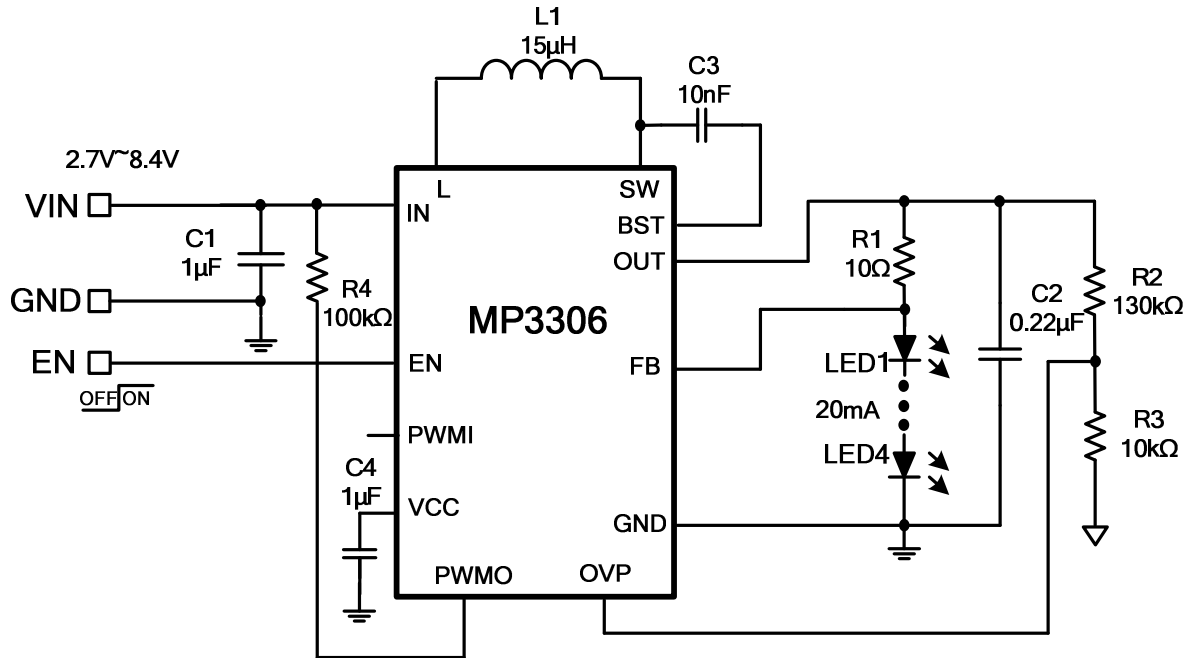 L1
15µH
C3
10nF
2.7V~8.4V
VIN
GND
EN
OFF ON
C1
1µF
R4
100kΩ
C4
1µF
L
SW
IN
BST
OUT
MP3306
EN
FB
PWMI
VCC
GND
PWMO
OVP
R1
10Ω
LED1
20mA
LED4
C2
0.22µF
R2
130kΩ
R3
10kΩ